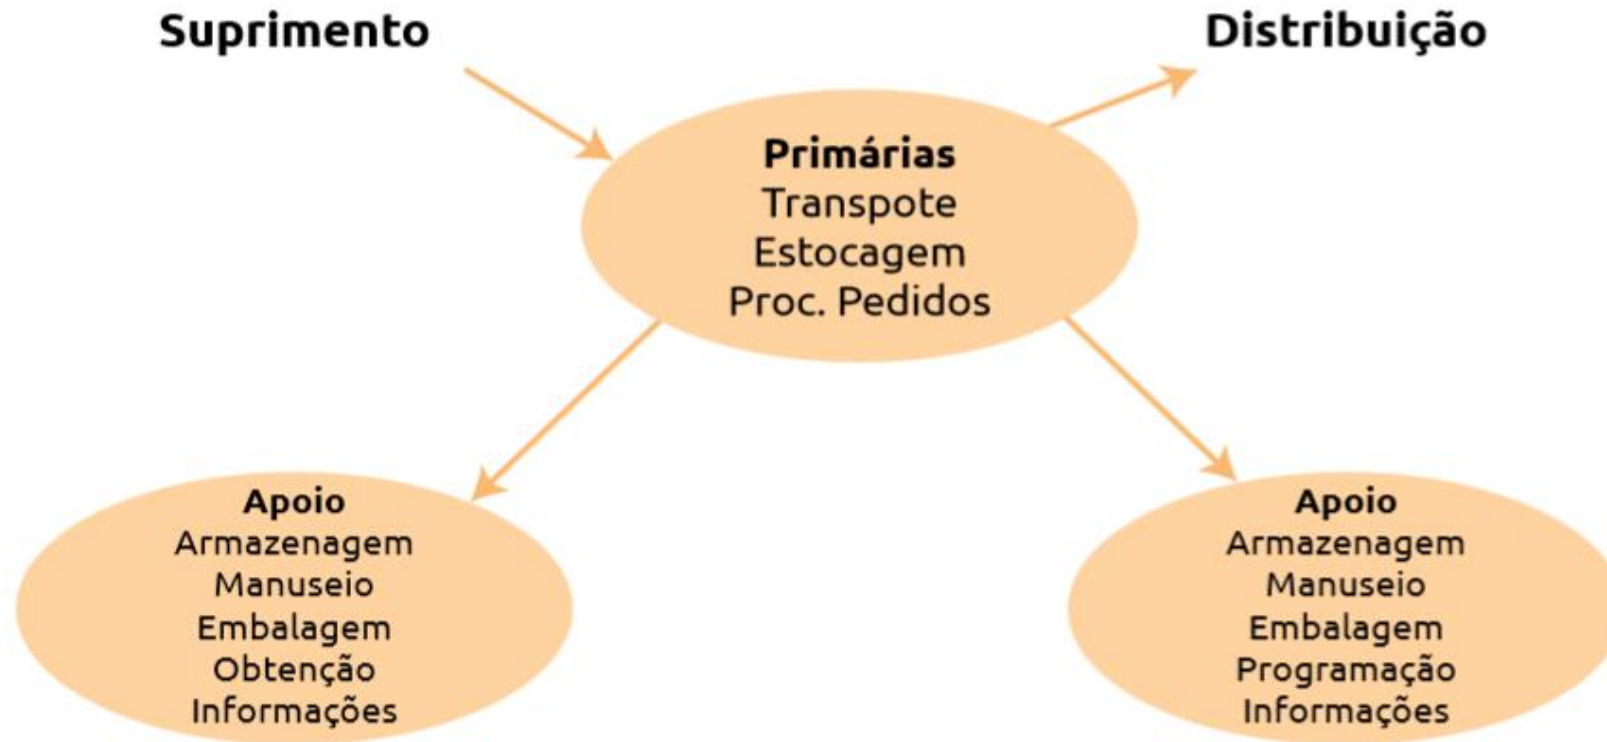 Suprimento
Distribuição
Primárias
Transpote
Estocagem
Proc. Pedidos
Apoio
Armazenagem
Manuseio
Embalagem
Obtenção
Informações
Apoio
Armazenagem
Manuseio
Embalagem
Programação
Informações